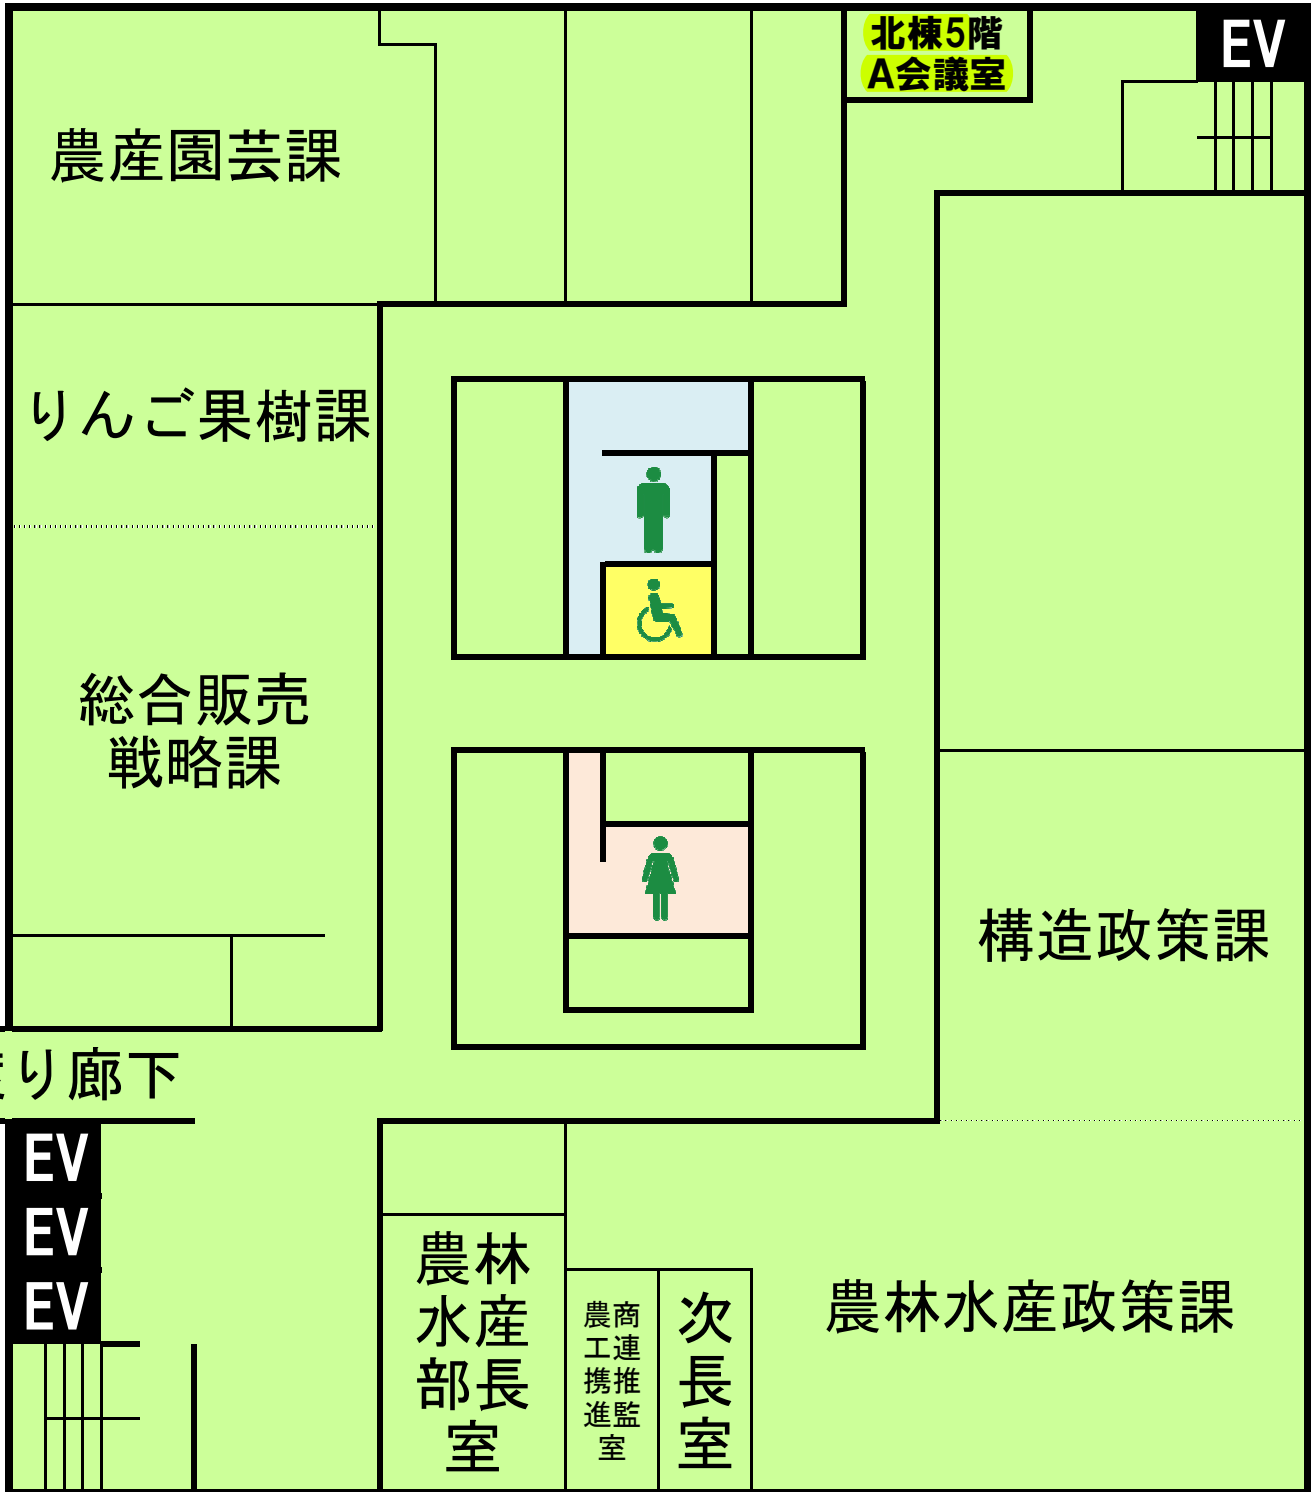 北棟5階
A会議室
EV
農産園芸課
りんご果樹課
総合販売
戦略課
構造政策課
り廊下
EV
EV
EV
農林
水産
部長
室
農商
工連
携推
進監
室
次
長
室
農林水産政策課